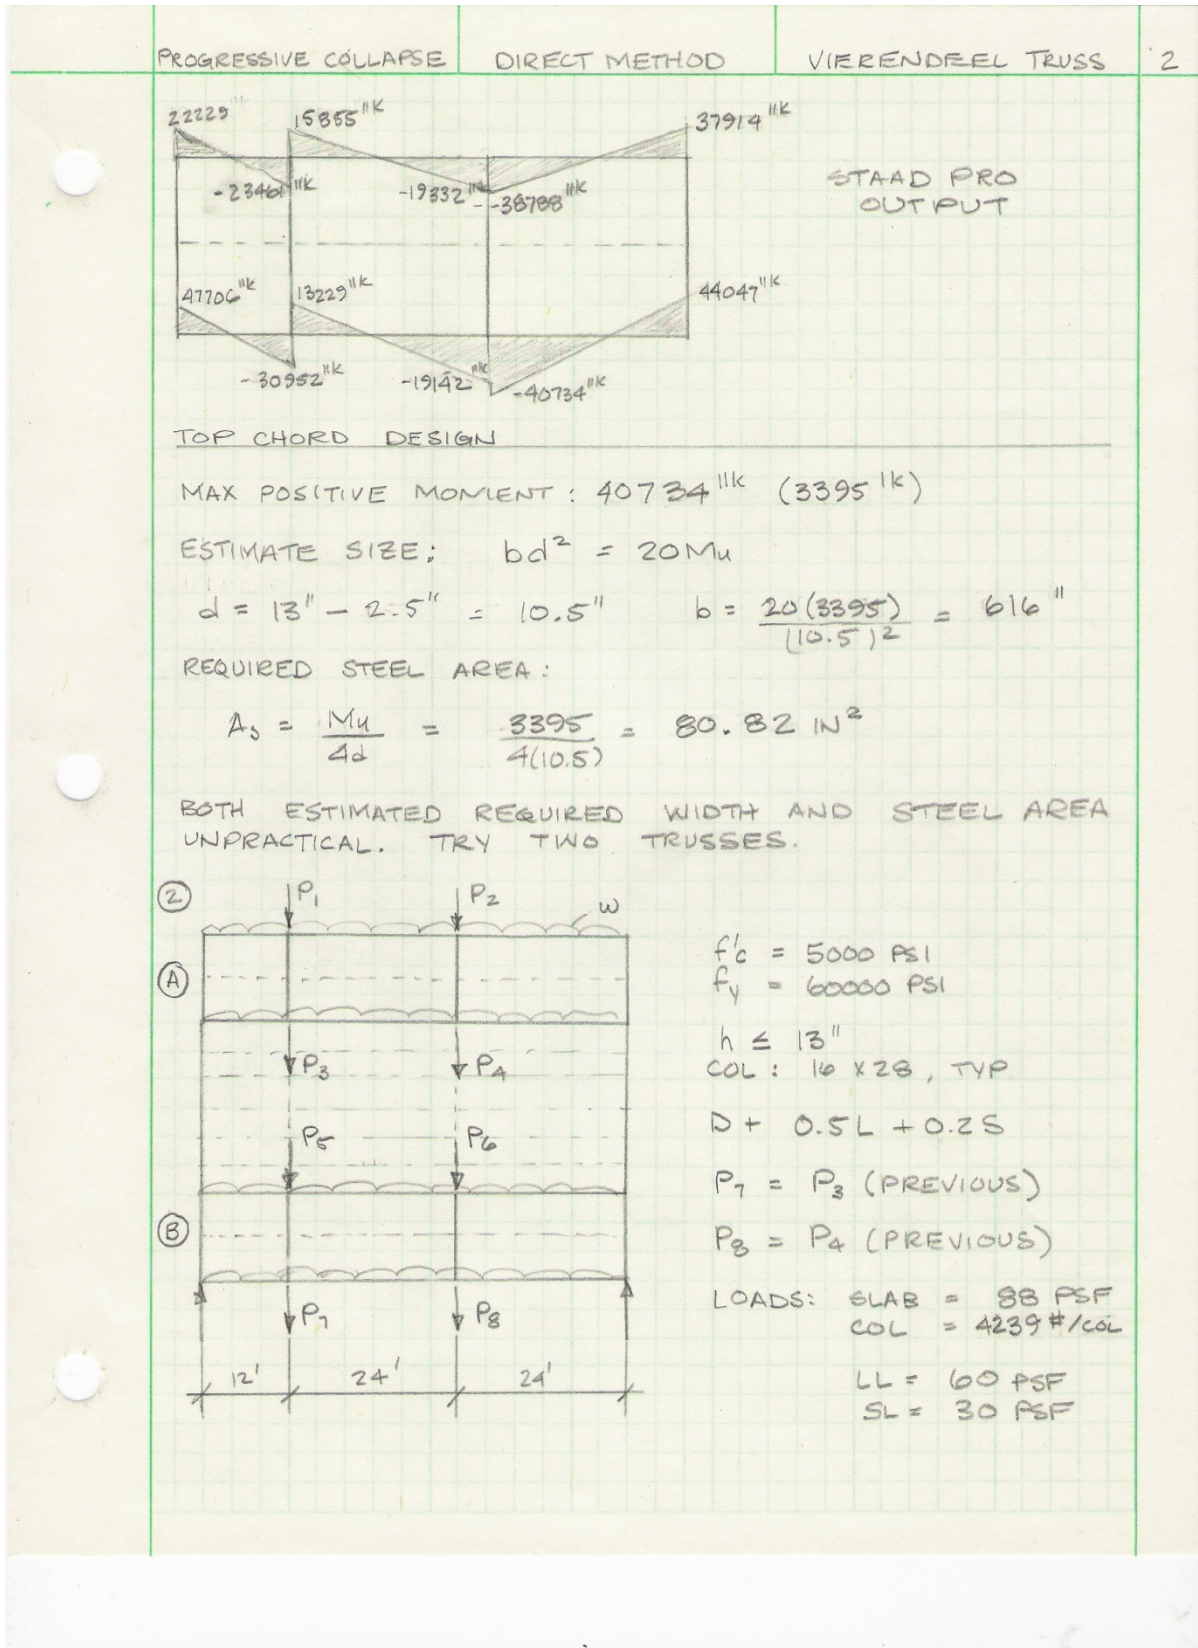 PROGRESSIVE COLLAPSE DIRECT METHOD VIERENDEEL TRUSS 2
22229"K 15855"K 37914"K
-23461"K -19332"K -38788"K
STAAD PRO
OUTPUT
47706"K 13229"K 44047"K
-30952"K -19142"K -40734"K
TOP CHORD DESIGN
MAX POSITIVE MOMENT: 40734"K (3395'K)
ESTIMATE SIZE: bd² = 20Mu
d = 13" - 2.5" = 10.5" b = 20(3395)/(10.5)² = 616"
REQUIRED STEEL AREA:
As = Mu/4d = 3395/4(10.5) = 80.82 IN²
BOTH ESTIMATED REQUIRED WIDTH AND STEEL AREA
UNPRACTICAL. TRY TWO TRUSSES.
2 P1 P2 w
A
f'c = 5000 PSI
fy = 60000 PSI
h ≤ 13"
P3 P4
COL: 16 x 28, TYP
D + 0.5L + 0.2S
P5 P6
P7 = P3 (PREVIOUS)
B
P8 = P4 (PREVIOUS)
P7 P8
LOADS: SLAB = 88 PSF
COL = 4239 #/COL
12' 24' 24'
LL = 60 PSF
SL = 30 PSF